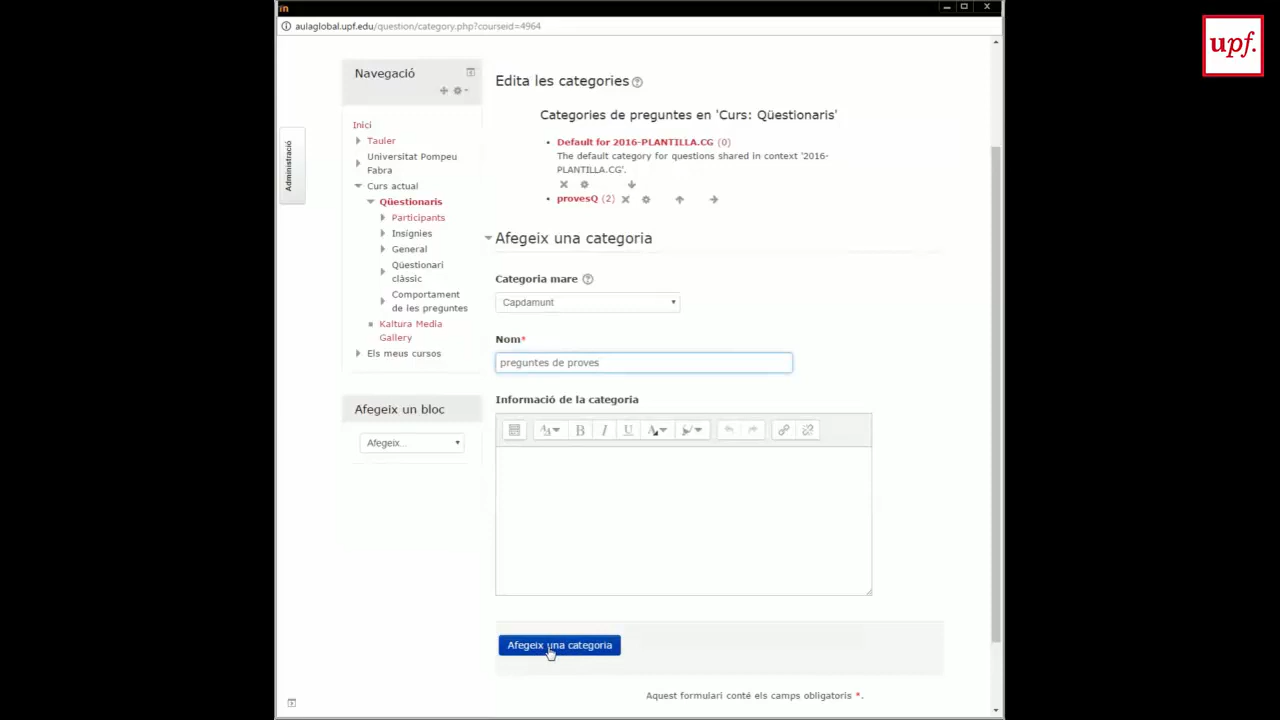 aulaglobal.upf.edu/question/category.php?courseid=4964
upf.
Administració
Navegació
Inici
Tauler
Universitat Pompeu
Fabra
Curs actual
Qüestionaris
Participants
Insígnies
General
Qüestionari
clàssic
Comportament
de les preguntes
Kaltura Media
Gallery
Els meus cursos
Afegeix un bloc
Afegeix...
Edita les categories
Categories de preguntes en 'Curs: Qüestionaris'
Default for 2016-PLANTILLA.CG (0)
The default category for questions shared in context '2016-
PLANTILLA.CG'.
provesQ (2)
Afegeix una categoria
Categoria mare
Capdamunt
Nom*
preguntes de proves
Informació de la categoria
Afegeix una categoria
Aquest formulari conté els camps obligatoris *.